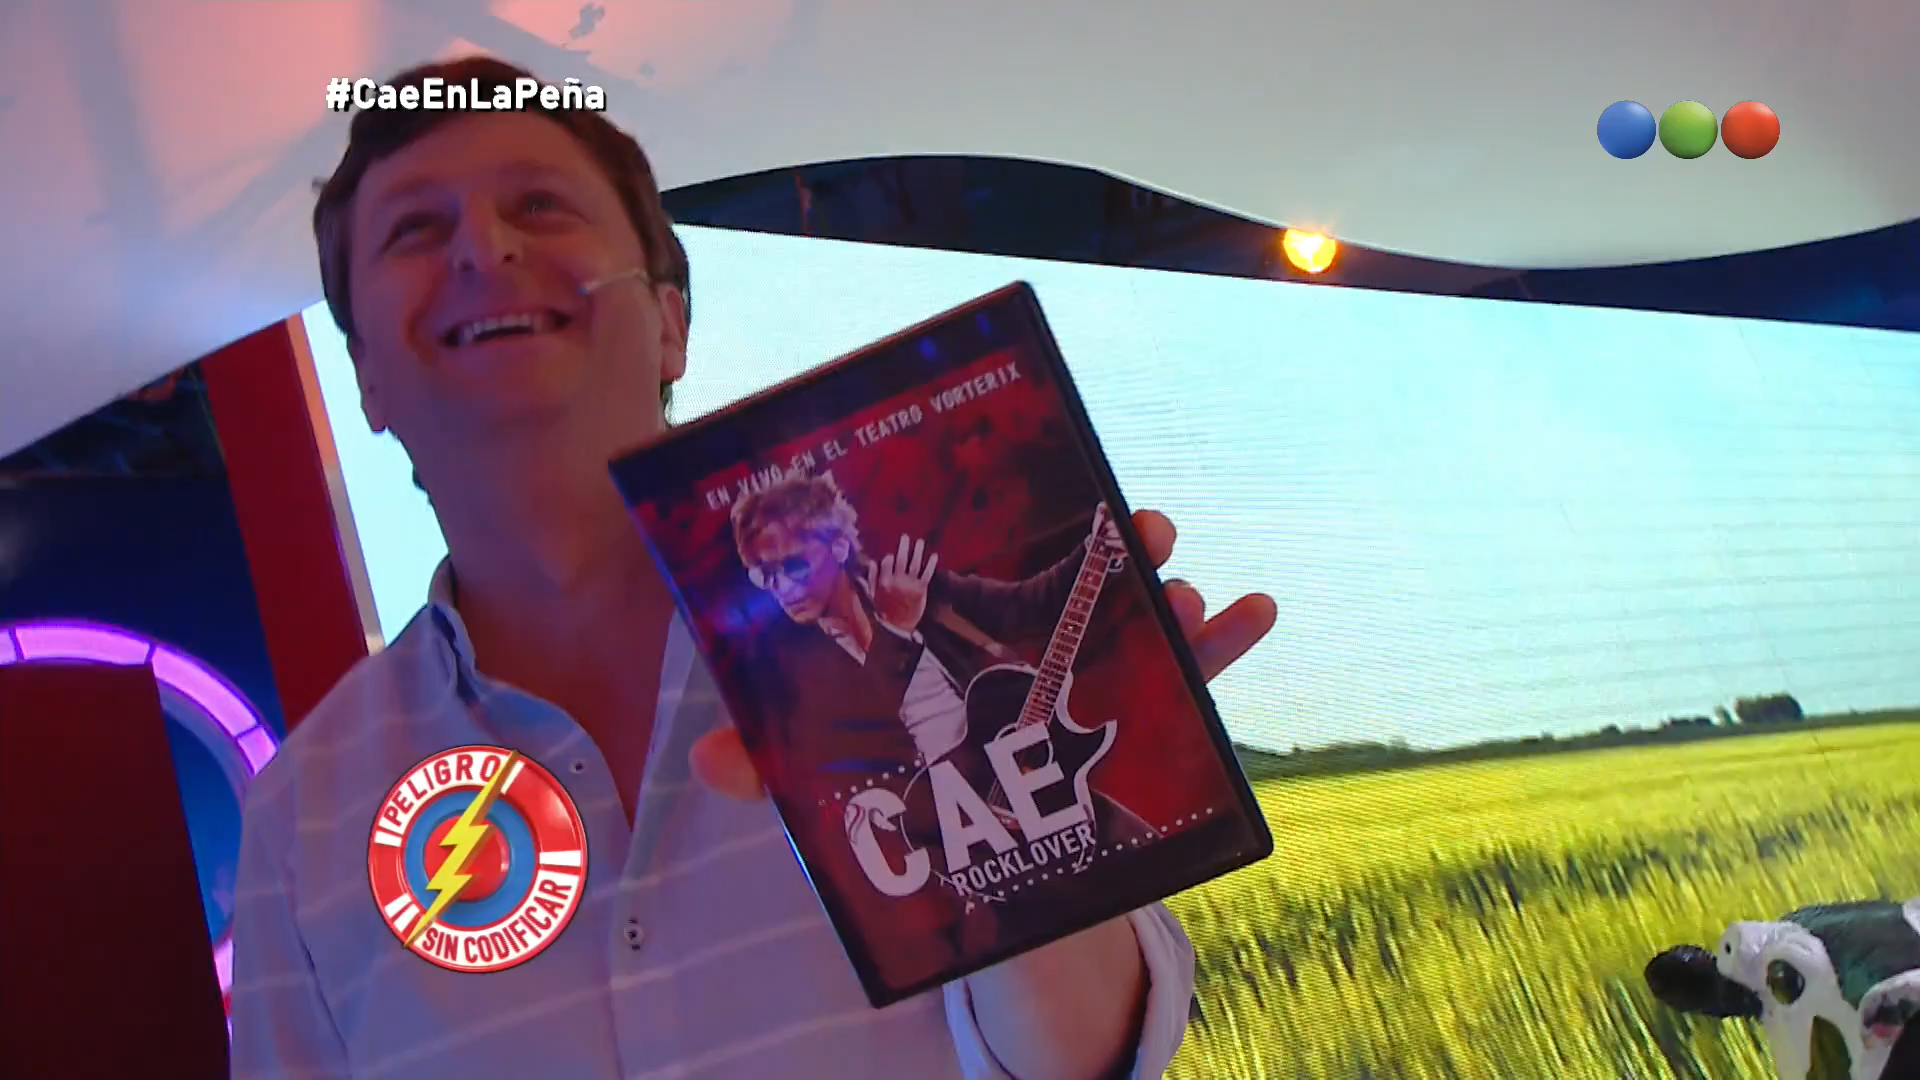 #CaeEnLaPeña
EN VIVO EN EL TEATRO VORTERIX
CAE
ROCKLOVER
PELIGRO
SIN CODIFICAR